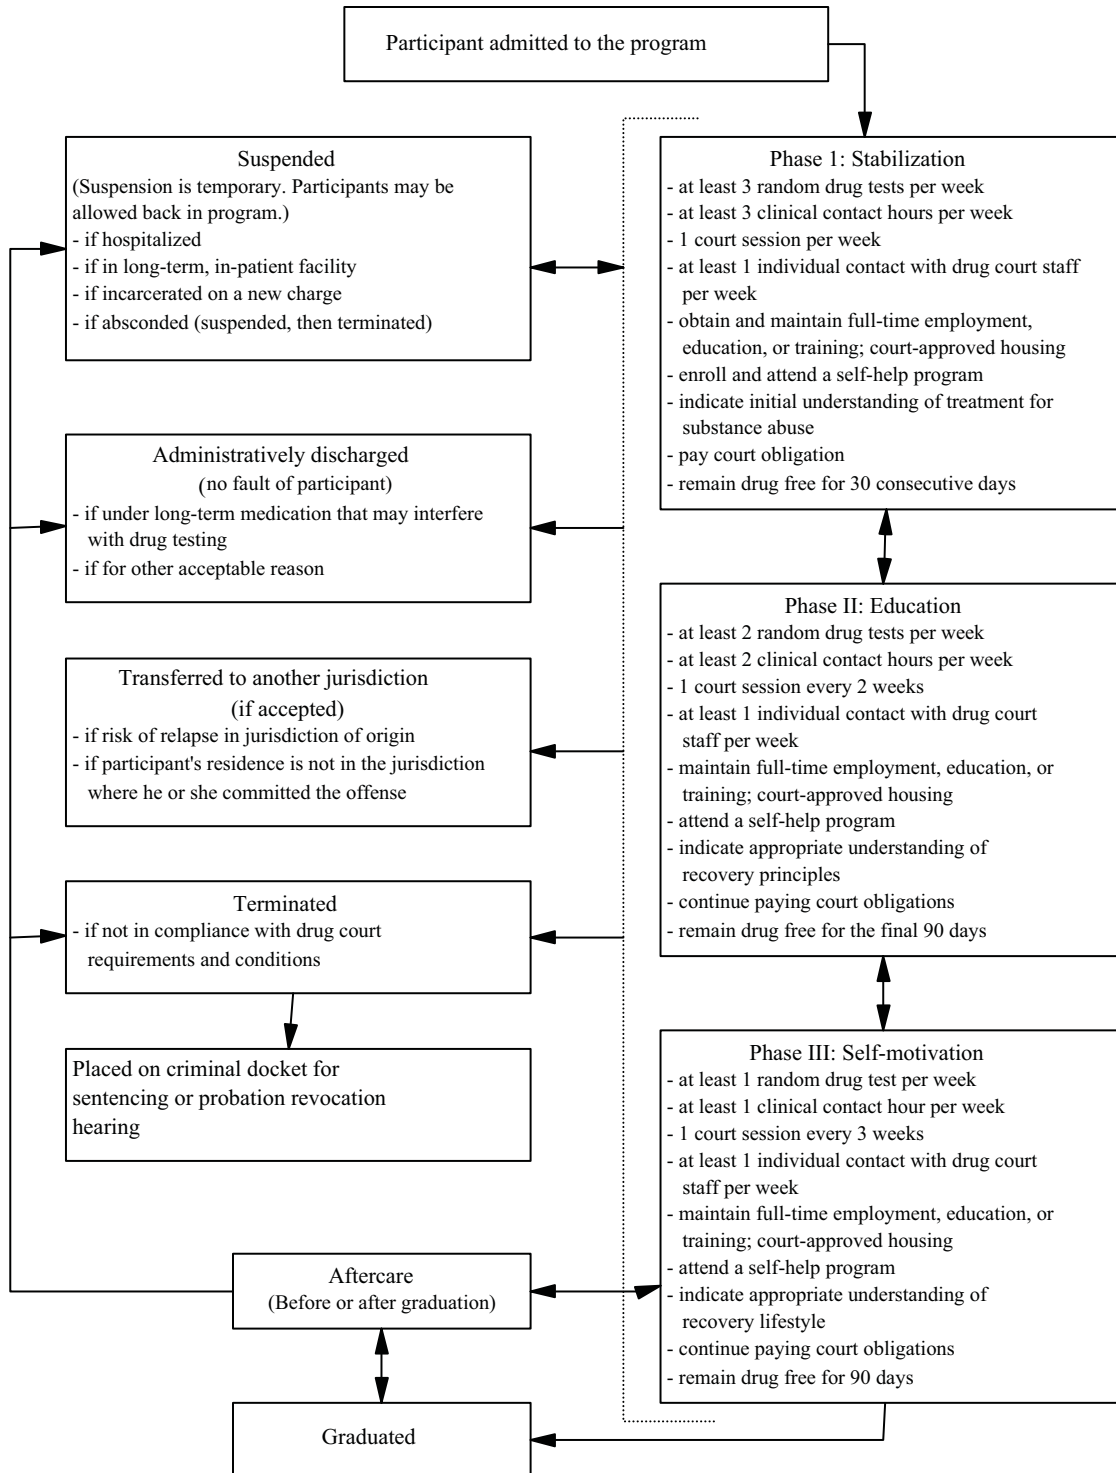 Participant admitted to the program
Suspended
(Suspension is temporary. Participants may be
allowed back in program.)
- if hospitalized
- if in long-term, in-patient facility
- if incarcerated on a new charge
- if absconded (suspended, then terminated)
Administratively discharged
(no fault of participant)
- if under long-term medication that may interfere
with drug testing
- if for other acceptable reason
Transferred to another jurisdiction
(if accepted)
- if risk of relapse in jurisdiction of origin
- if participant's residence is not in the jurisdiction
where he or she committed the offense
Terminated
- if not in compliance with drug court
requirements and conditions
Placed on criminal docket for
sentencing or probation revocation
hearing
Aftercare
(Before or after graduation)
Graduated
Phase 1: Stabilization
- at least 3 random drug tests per week
- at least 3 clinical contact hours per week
- 1 court session per week
- at least 1 individual contact with drug court staff
per week
- obtain and maintain full-time employment,
education, or training; court-approved housing
- enroll and attend a self-help program
- indicate initial understanding of treatment for
substance abuse
- pay court obligation
- remain drug free for 30 consecutive days
Phase II: Education
- at least 2 random drug tests per week
- at least 2 clinical contact hours per week
- 1 court session every 2 weeks
- at least 1 individual contact with drug court
staff per week
- maintain full-time employment, education, or
training; court-approved housing
- attend a self-help program
- indicate appropriate understanding of
recovery principles
- continue paying court obligations
- remain drug free for the final 90 days
Phase III: Self-motivation
- at least 1 random drug test per week
- at least 1 clinical contact hour per week
- 1 court session every 3 weeks
- at least 1 individual contact with drug court
staff per week
- maintain full-time employment, education, or
training; court-approved housing
- attend a self-help program
- indicate appropriate understanding of
recovery lifestyle
- continue paying court obligations
- remain drug free for 90 days